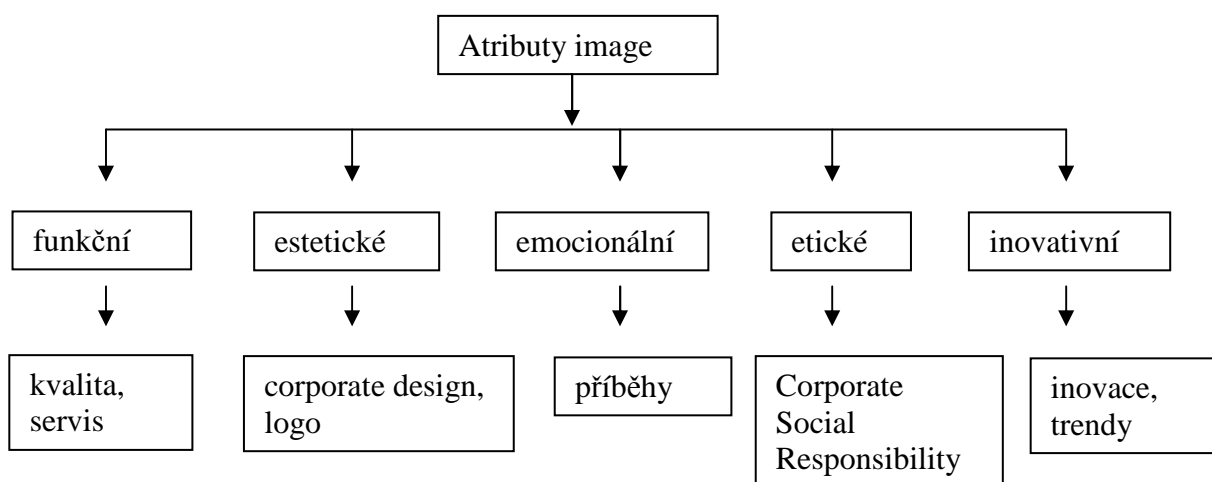 Atributy image
funkční
estetické
emocionální
etické
inovativní
kvalita,
servis
corporate design,
logo
příběhy
Corporate
Social
Responsibility
inovace,
trendy